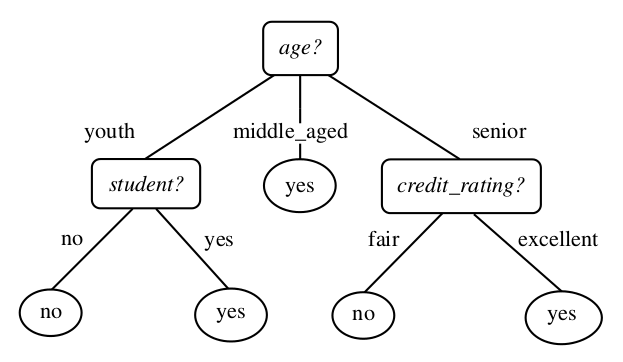 age?
youth
middle_aged
senior
student?
yes
credit_rating?
no
yes
fair
excellent
no
yes
no
yes